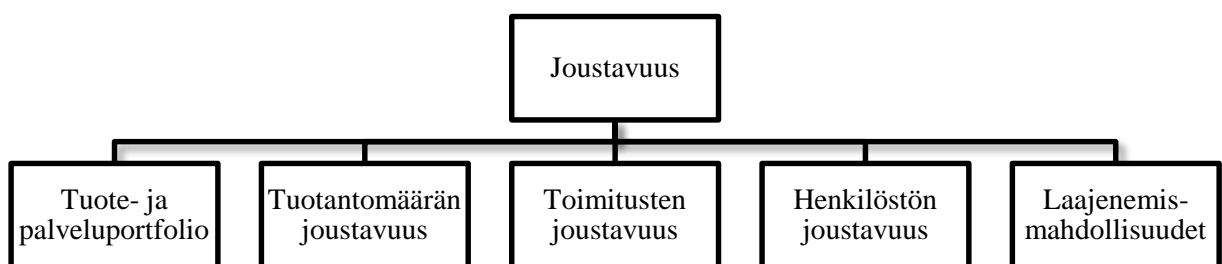 Joustavuus
Tuote- ja
palveluportfolio
Tuotantomäärän
joustavuus
Toimitusten
joustavuus
Henkilöstön
joustavuus
Laajenemis-
mahdollisuudet